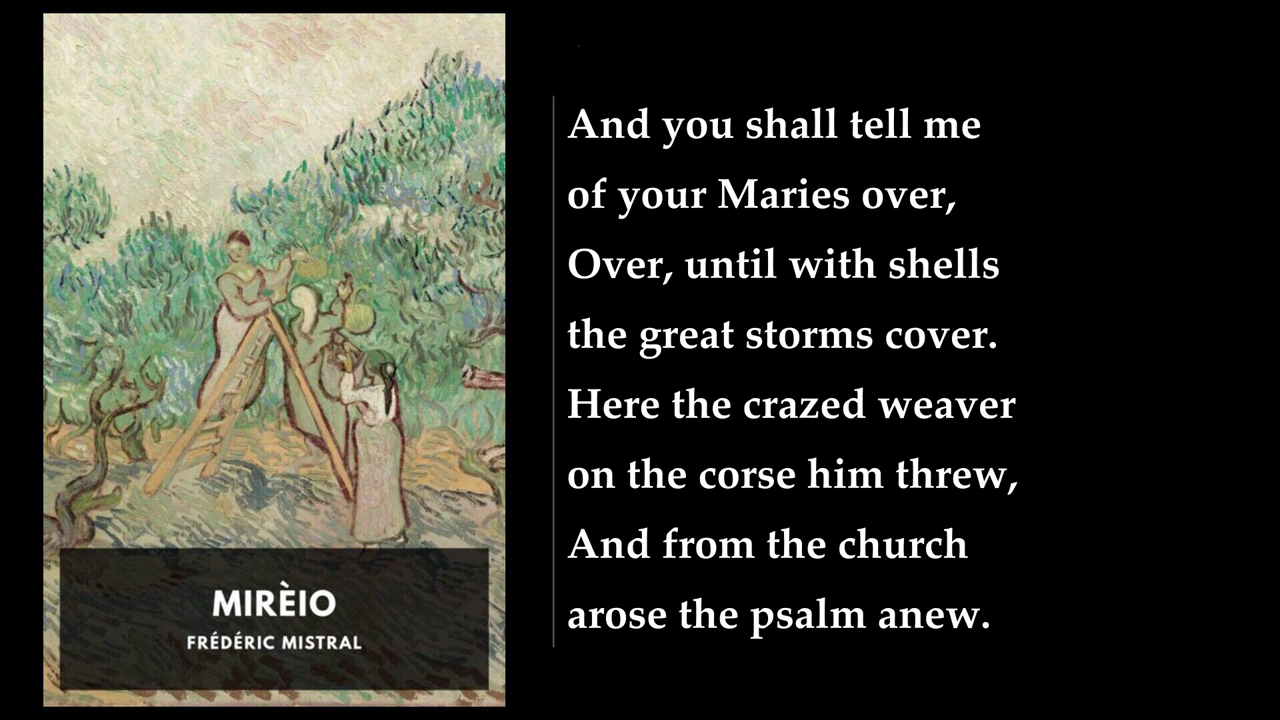 MIRÈIO
FRÉDÉRIC MISTRAL
And you shall tell me
of your Maries over,
Over, until with shells
the great storms cover.
Here the crazed weaver
on the corse him threw,
And from the church
arose the psalm anew.